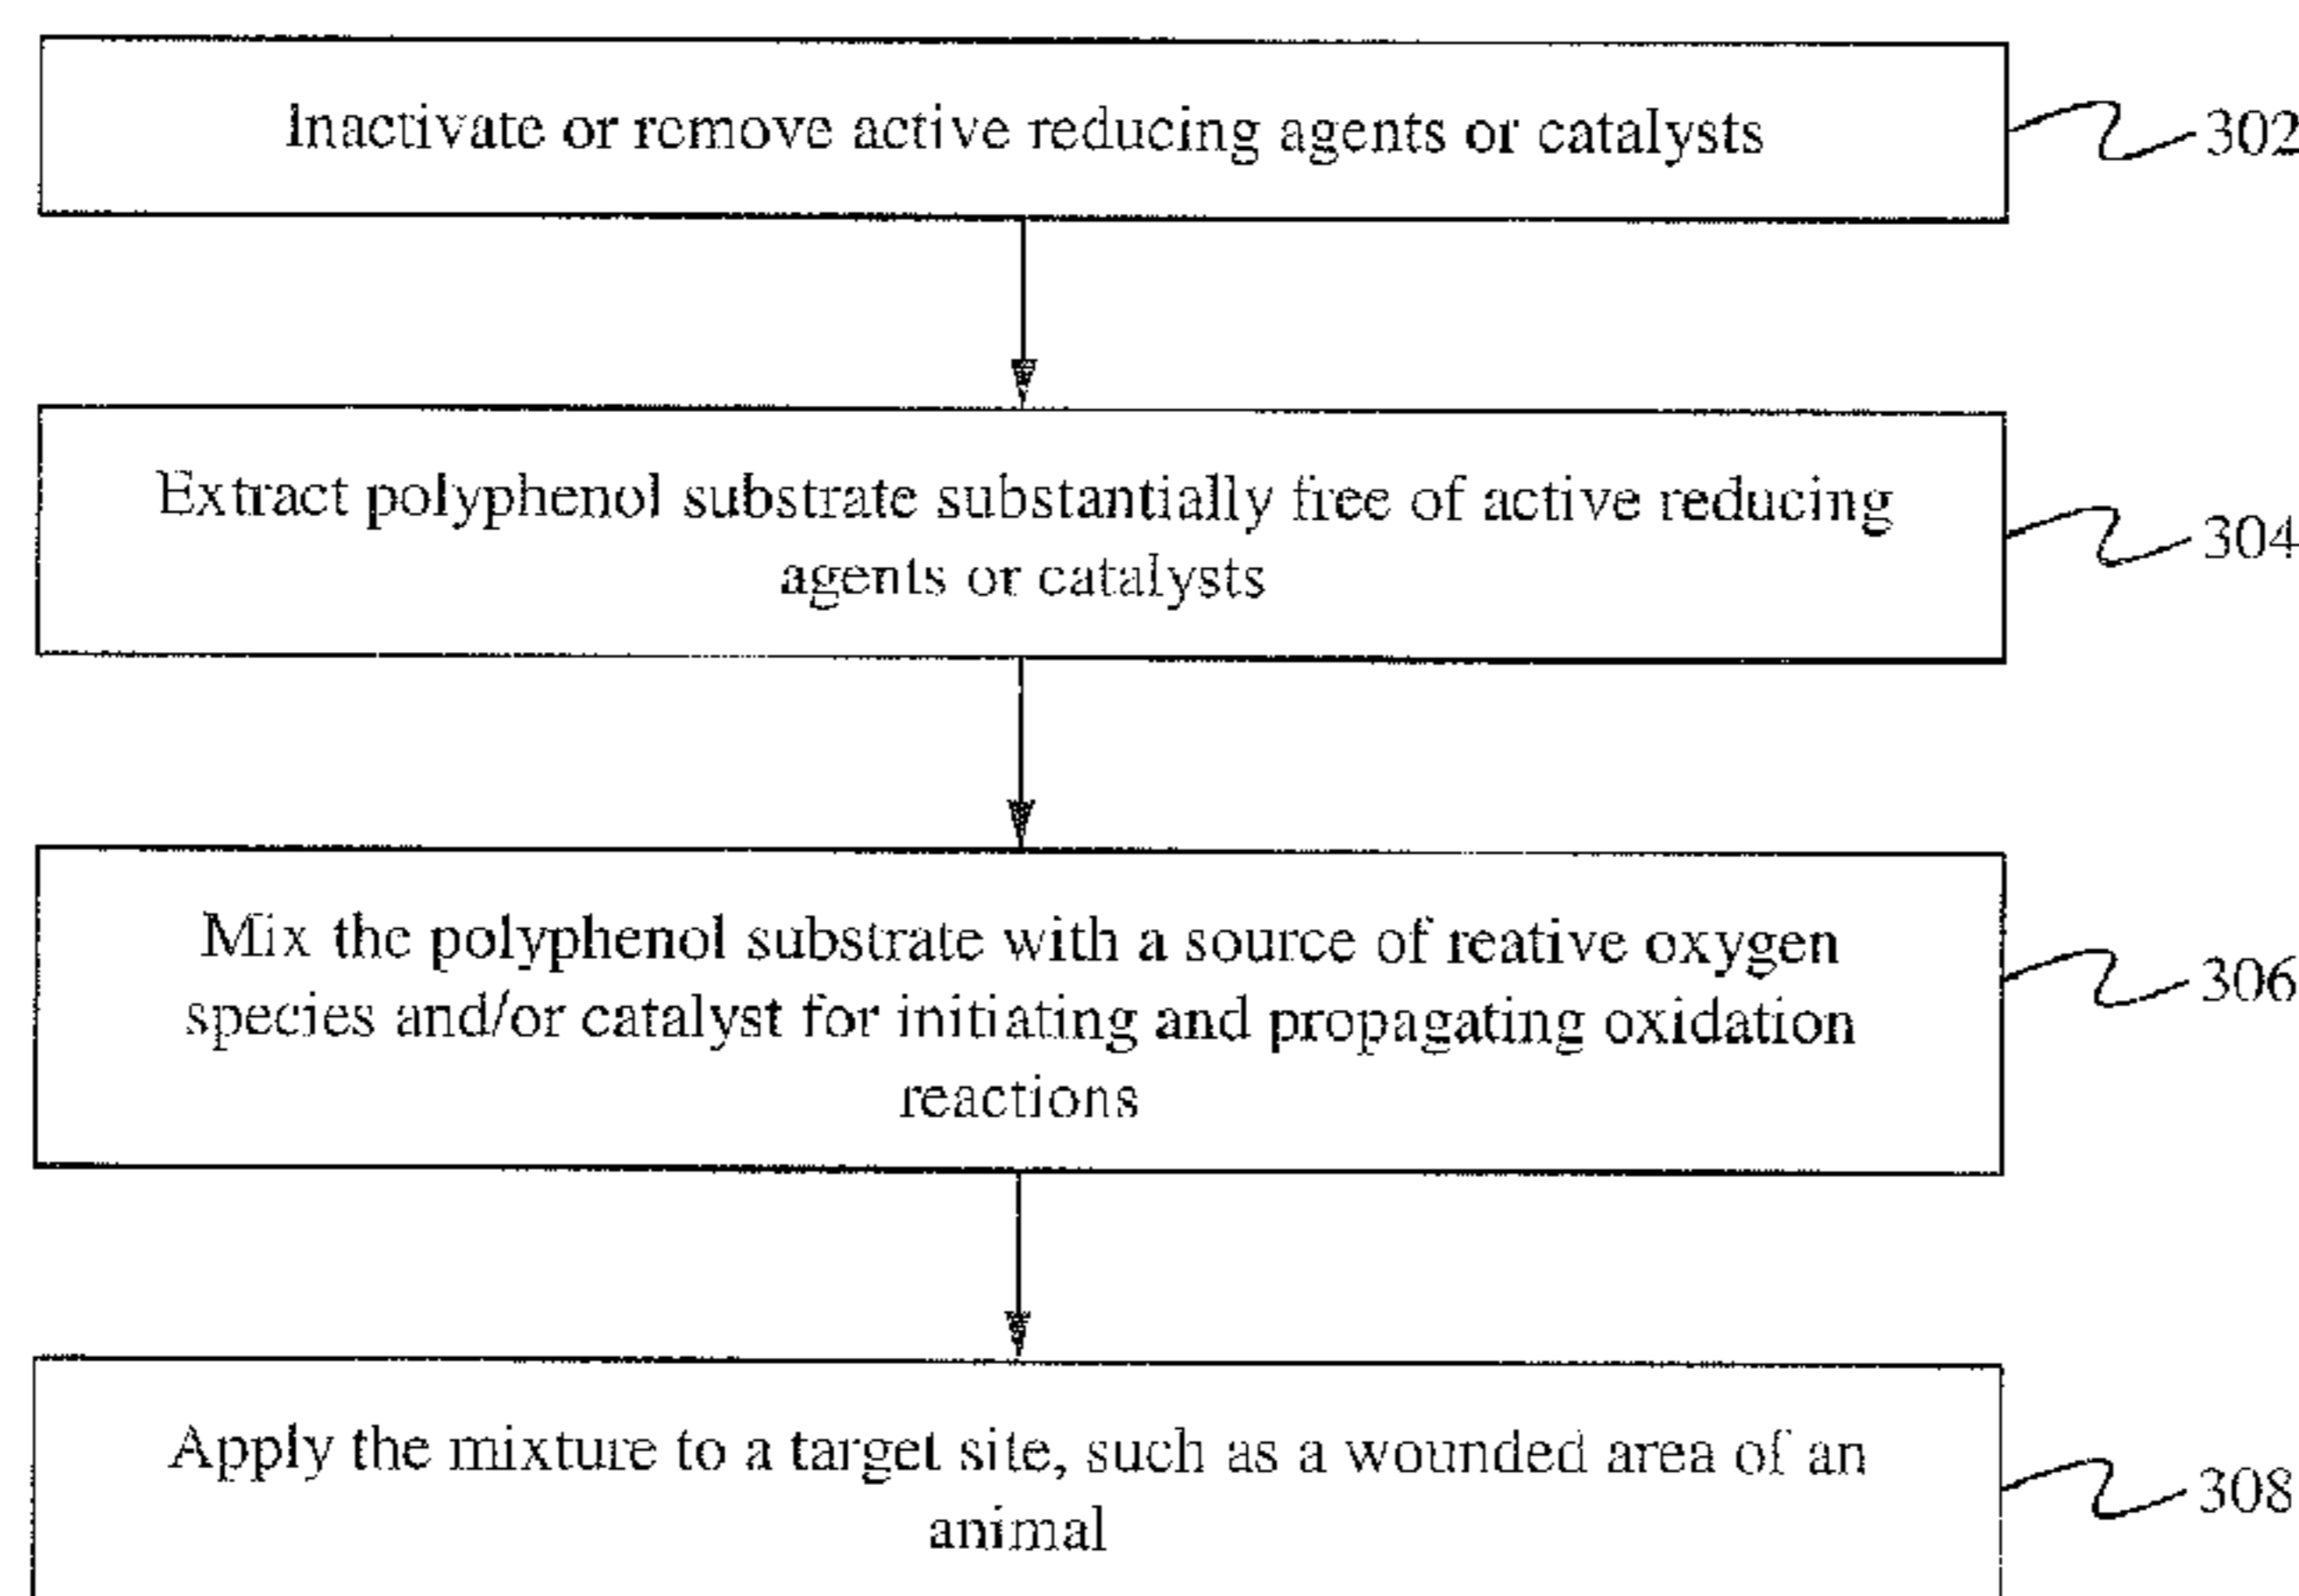 Inactivate or remove active reducing agents or catalysts
302
Extract polyphenol substrate substantially free of active reducing
agents or catalysts
304
Mix the polyphenol substrate with a source of reative oxygen
species and/or catalyst for initiating and propagating oxidation
reactions
306
Apply the mixture to a target site, such as a wounded area of an
animal
308